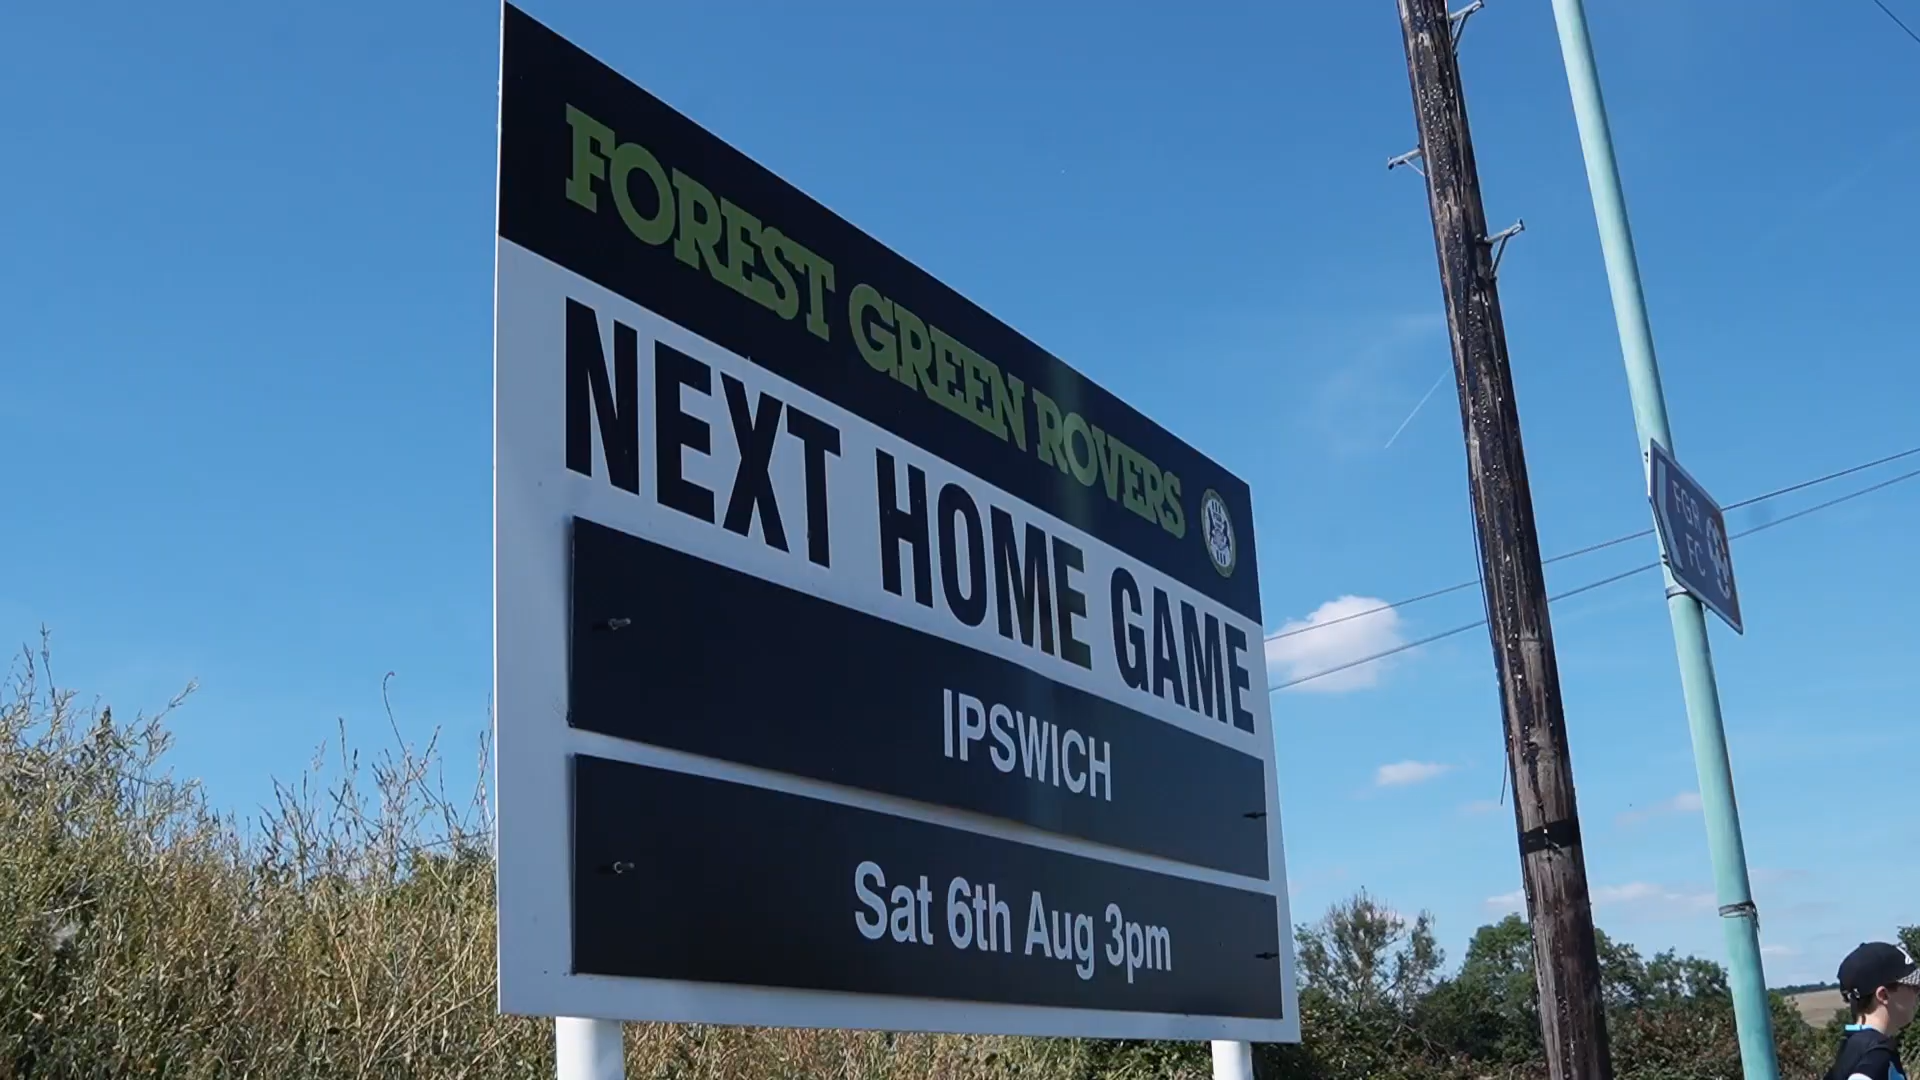 FOREST GREEN ROVERS
NEXT HOME GAME
IPSWICH
Sat 6th Aug 3pm
FGR
FC